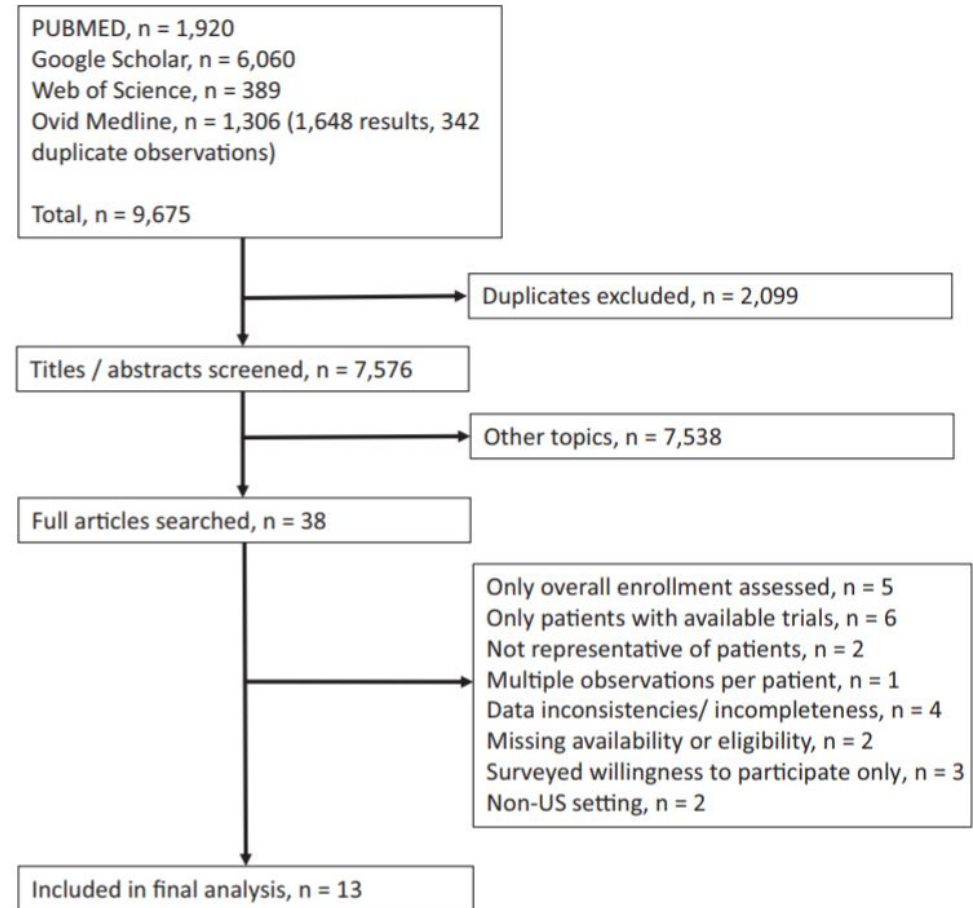 PUBMED, n = 1,920
Google Scholar, n = 6,060
Web of Science, n = 389
Ovid Medline, n = 1,306 (1,648 results, 342
duplicate observations)
Total, n = 9,675
Duplicates excluded, n = 2,099
Titles / abstracts screened, n = 7,576
Other topics, n = 7,538
Full articles searched, n = 38
Only overall enrollment assessed, n = 5
Only patients with available trials, n = 6
Not representative of patients, n = 2
Multiple observations per patient, n = 1
Data inconsistencies/ incompleteness, n = 4
Missing availability or eligibility, n = 2
Surveyed willingness to participate only, n = 3
Non-US setting, n = 2
Included in final analysis, n = 13